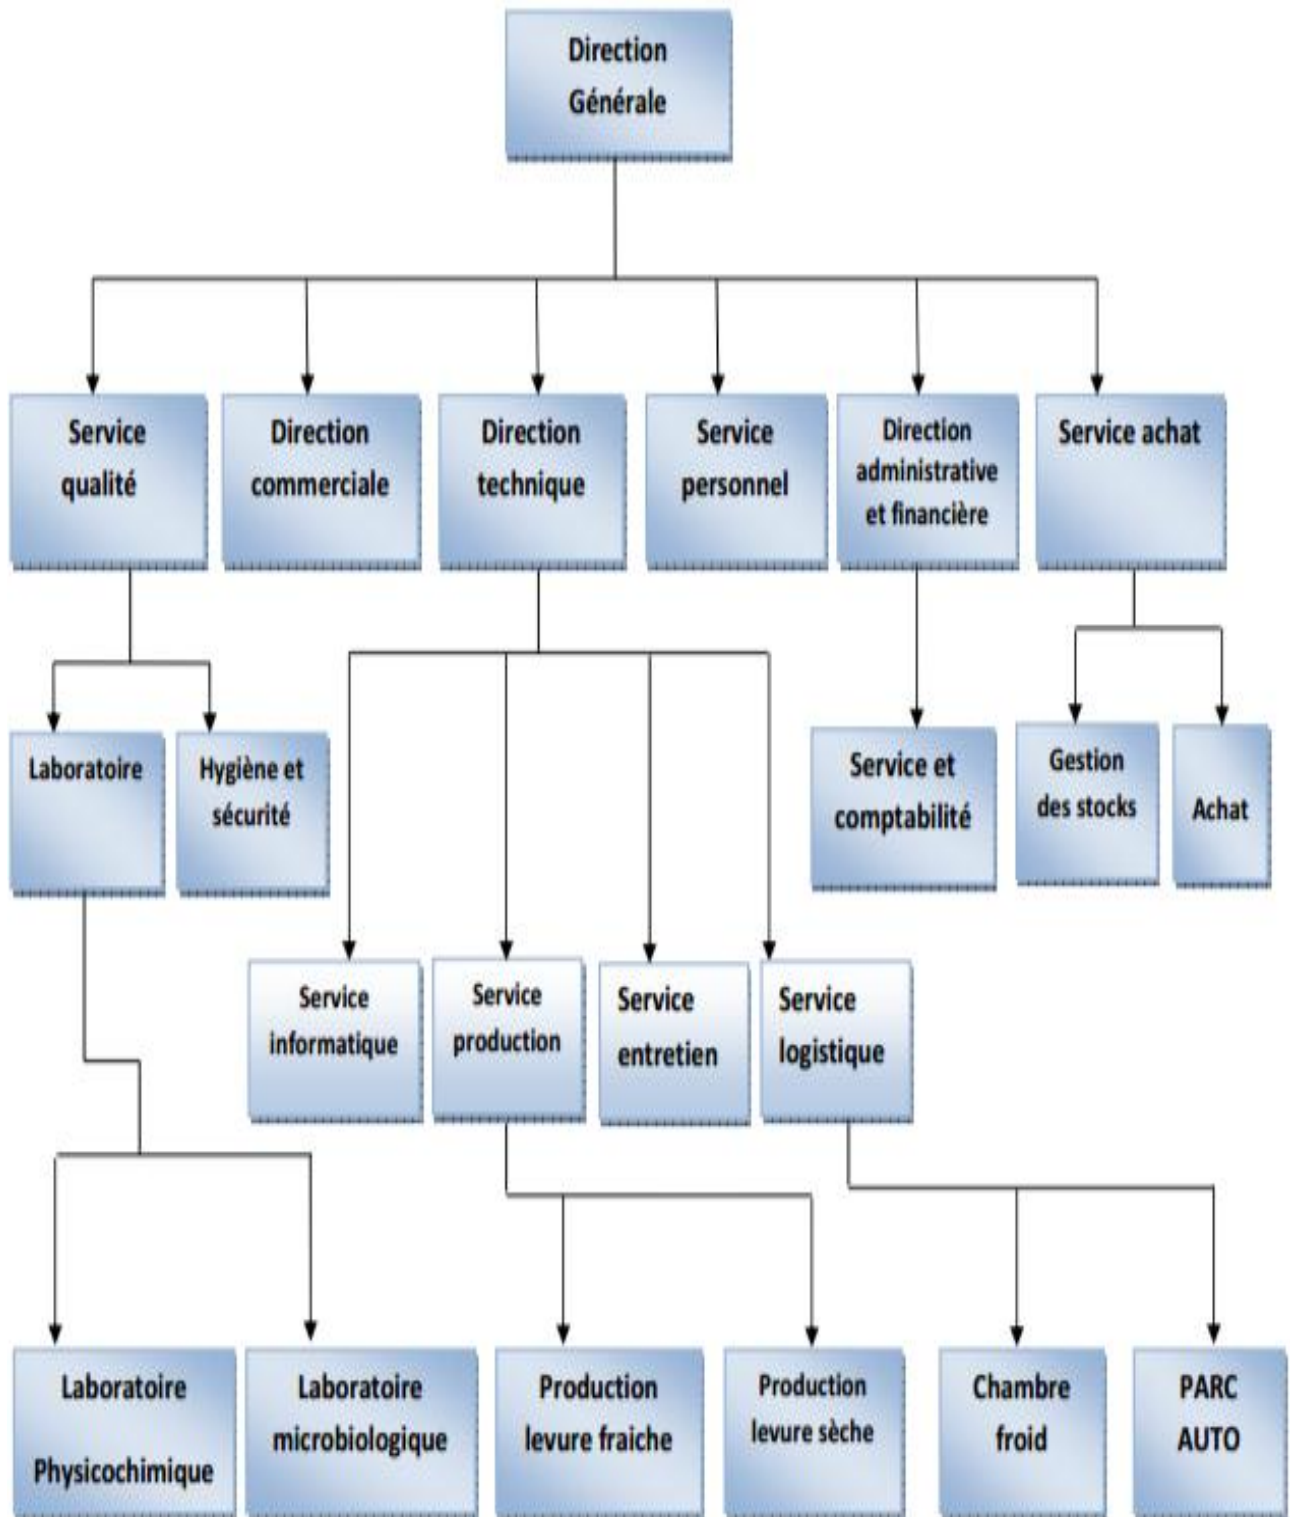 Direction
Générale
Service
qualité
Direction
commerciale
Direction
technique
Service
personnel
Direction
administrative
et financière
Service achat
Laboratoire
Hygiène et
sécurité
Service et
comptabilité
Gestion
des stocks
Achat
Service
informatique
Service
production
Service
entretien
Service
logistique
Laboratoire
Physicochimique
Laboratoire
microbiologique
Production
levure fraiche
Production
levure sèche
Chambre
froid
PARC
AUTO